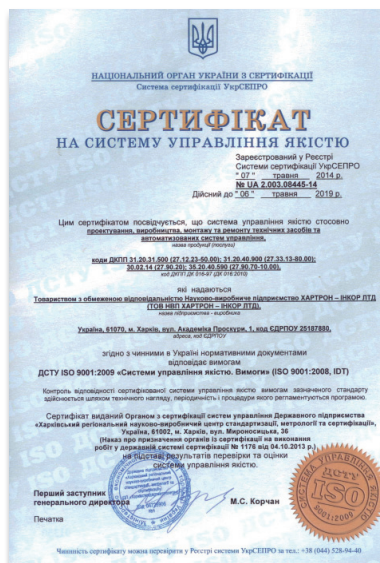 НАЦІОНАЛЬНИЙ ОРГАН УКРАЇНИ З СЕРТИФІКАЦІЇ
Система сертифікації УкрСЕПРО
СЕРТИФІКАТ
НА СИСТЕМУ УПРАВЛІННЯ ЯКІСТЮ
Зареєстрований у Реєстрі
Системи сертифікації УкрСЕПРО
" 07 " травня 2014 р.
№ UA 2.003.08445-14
Дійсний до " 06 " травня 2019 р.
Цим сертифікатом посвідчується, що система управління якістю стосовно
проектування, виробництва, монтажу та ремонту технічних засобів та
автоматизованих систем управління,
назва продукції (послуги)
коди ДКПП 31.20.31.500 (27.12.23-60.00); 31.20.40.900 (27.33.13-80.00);
30.02.14 (27.90.20); 35.20.40.590 (27.90.70-10.00),
код ДКПП ДК 016-97 (ДК 016:2010)
які надаються
Товариством з обмеженою відповідальністю Науково-виробниче підприємство ХАРТРОН – ІНКОР ЛТД
(ТОВ НВП ХАРТРОН – ІНКОР ЛТД),
назва підприємства - виробника
Україна, 61070, м. Харків, вул. Академіка Проскури, 1, код ЄДРПОУ 25187880,
адреса, код ЄДРПОУ
згідно з чинними в Україні нормативними документами
відповідає вимогам
ДСТУ ISO 9001:2009 «Системи управління якістю. Вимоги» (ISO 9001:2008, IDT)
Контроль відповідності сертифікованої системи управління якістю вимогам зазначеного стандарту
здійснюється шляхом технічного нагляду, періодичність і процедури якого регламентується програмою.
Сертифікат виданий Органом з сертифікації систем управління Державного підприємства
«Харківський регіональний науково-виробничий центр стандартизації, метрології та сертифікації»,
Україна, 61002, м. Харків, вул. Мироносицька, 36
(Наказ про призначення органів із сертифікації на виконання
робіт у державній системі сертифікації № 1176 від 04.10.2013 р.)
на підставі результатів перевірки та оцінки
системи управління якістю.
Перший заступник
генерального директора
М.С. Корчан
Печатка
ДСТУ
ISO
9001:2009
Чинність сертифікату можна перевірити у Реєстрі системи УкрСЕПРО за тел.: +38 (044) 528-94-40